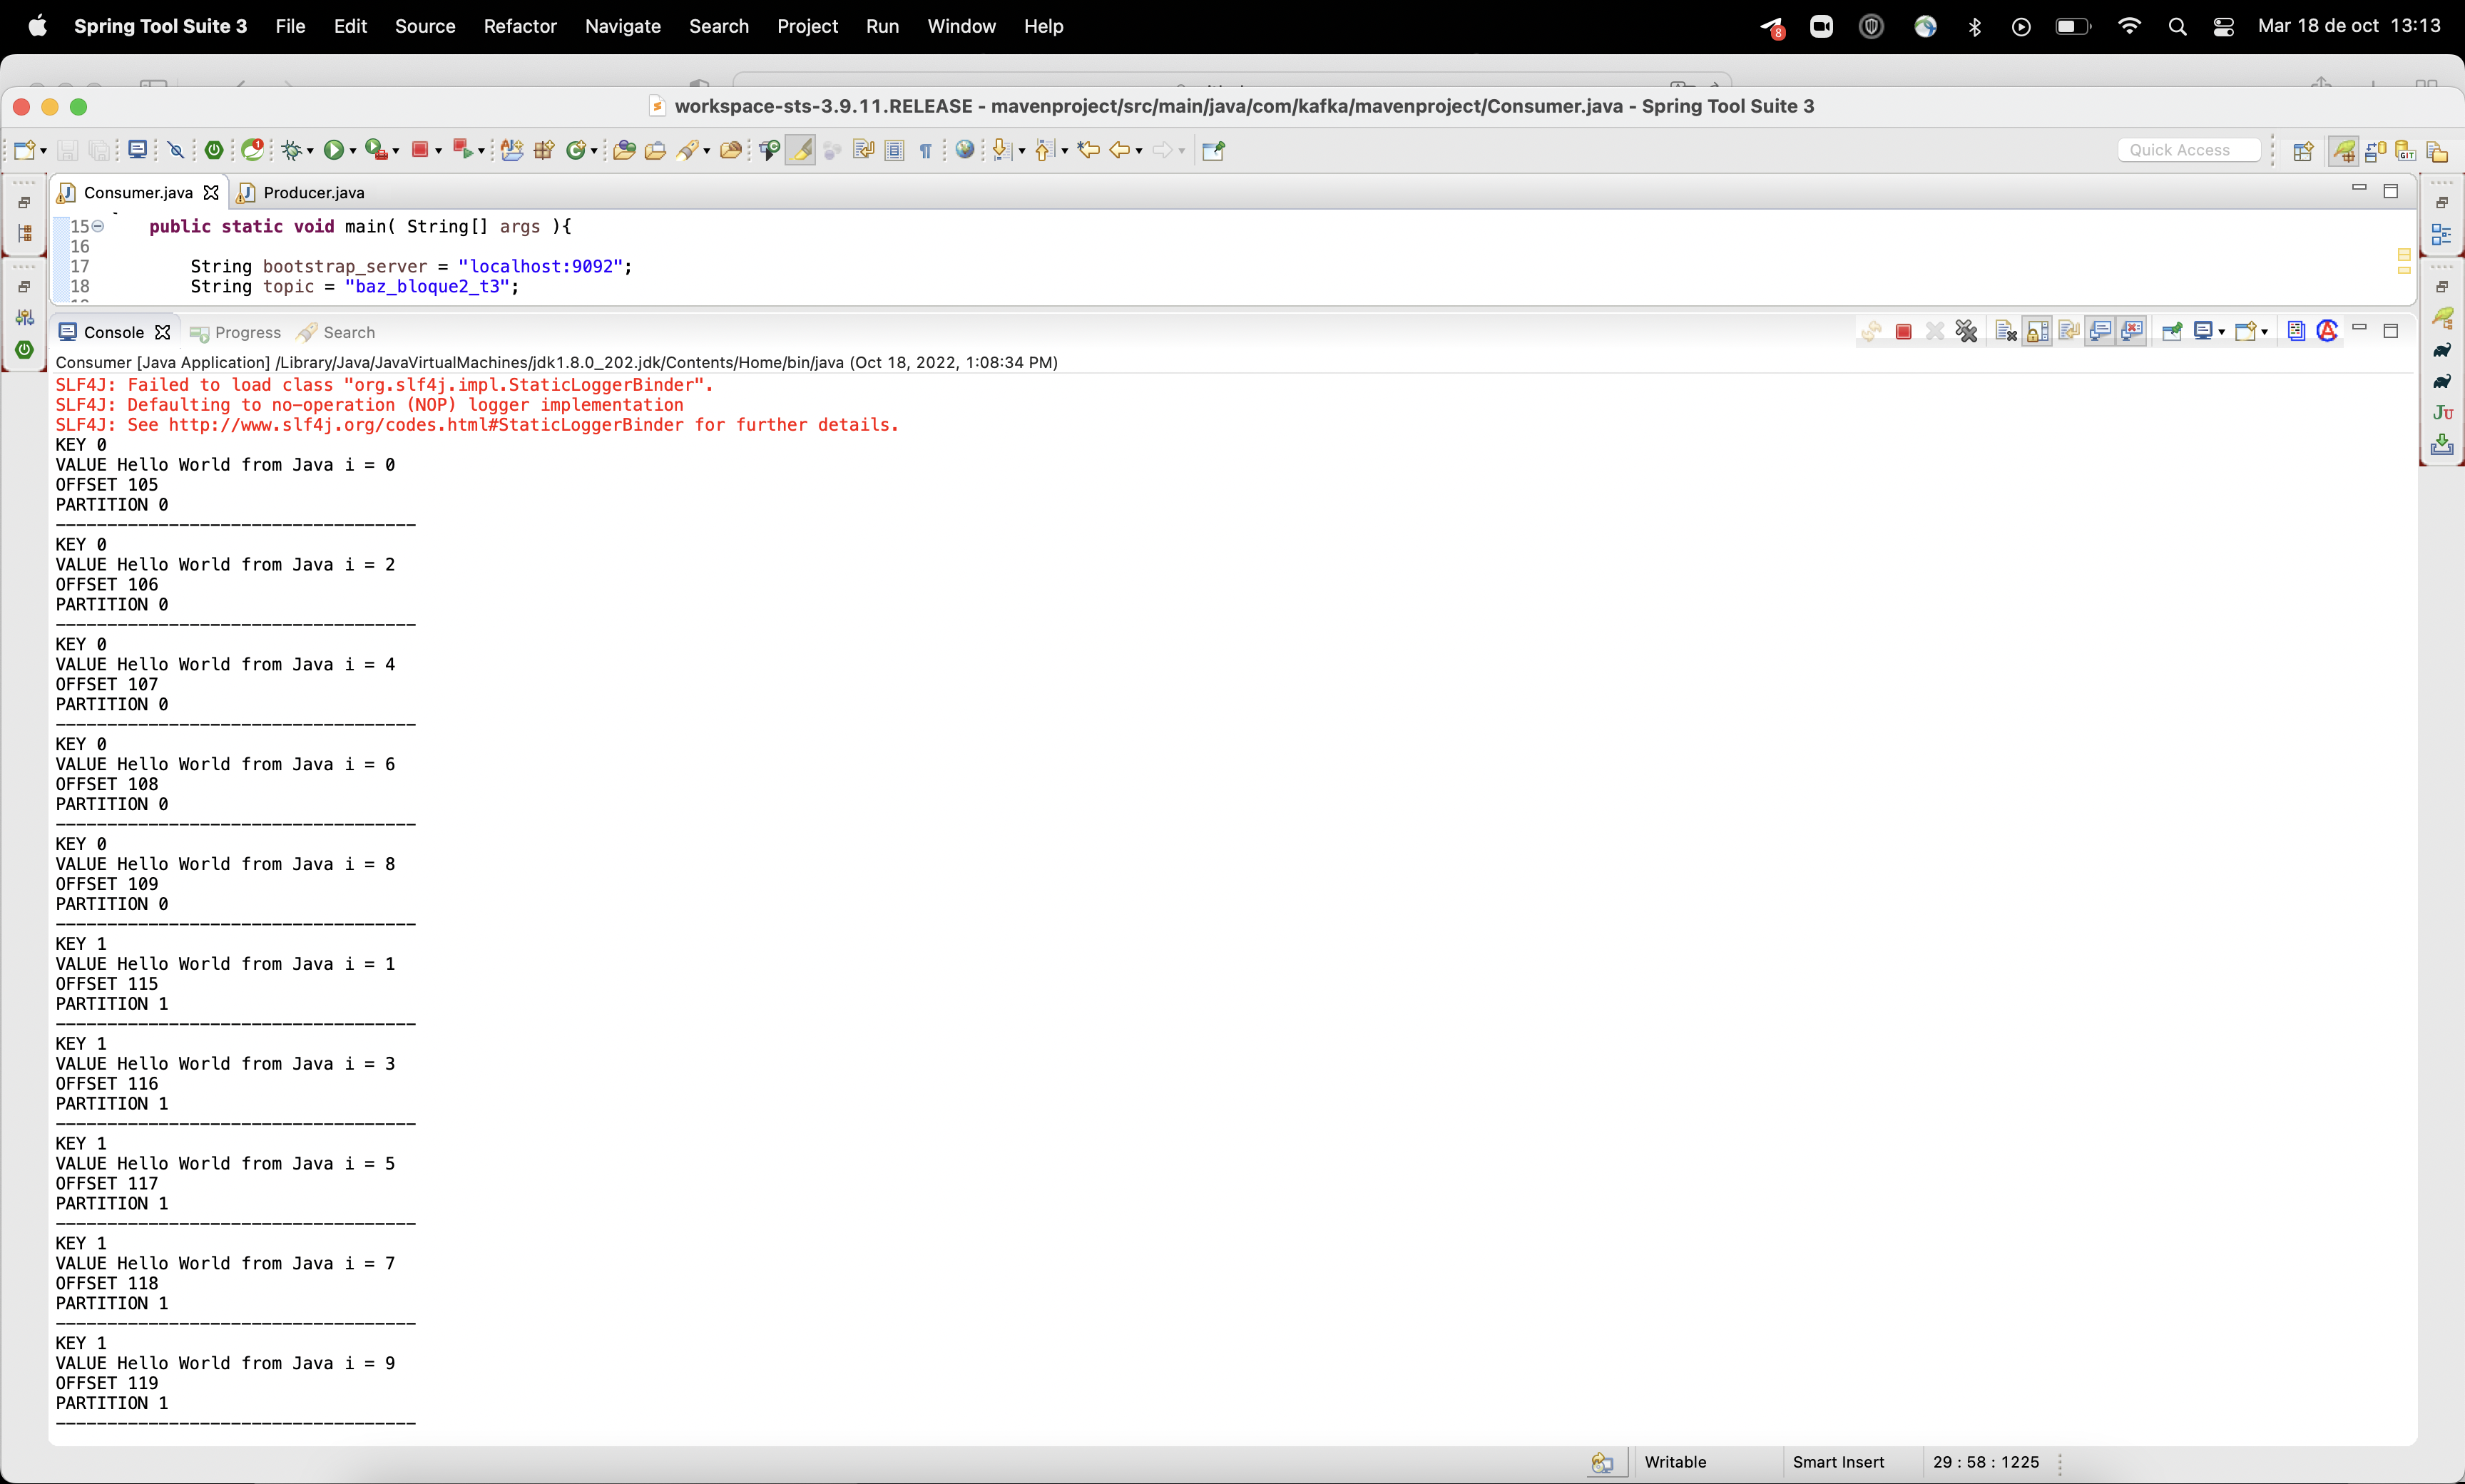 Spring Tool Suite 3 File Edit Source Refactor Navigate Search Project Run Window Help 8 Mar 18 de oct 13:13
workspace-sts-3.9.11.RELEASE - mavenproject/src/main/java/com/kafka/mavenproject/Consumer.java - Spring Tool Suite 3
Quick Access
Consumer.java Producer.java
15 public static void main( String[] args ){
16
17 String bootstrap_server = "localhost:9092";
18 String topic = "baz_bloque2_t3";
Console Progress Search
Consumer [Java Application] /Library/Java/JavaVirtualMachines/jdk1.8.0_202.jdk/Contents/Home/bin/java (Oct 18, 2022, 1:08:34 PM)
SLF4J: Failed to load class "org.slf4j.impl.StaticLoggerBinder".
SLF4J: Defaulting to no-operation (NOP) logger implementation
SLF4J: See http://www.slf4j.org/codes.html#StaticLoggerBinder for further details.
KEY 0
VALUE Hello World from Java i = 0
OFFSET 105
PARTITION 0
-----------------------------------
KEY 0
VALUE Hello World from Java i = 2
OFFSET 106
PARTITION 0
-----------------------------------
KEY 0
VALUE Hello World from Java i = 4
OFFSET 107
PARTITION 0
-----------------------------------
KEY 0
VALUE Hello World from Java i = 6
OFFSET 108
PARTITION 0
-----------------------------------
KEY 0
VALUE Hello World from Java i = 8
OFFSET 109
PARTITION 0
-----------------------------------
KEY 1
VALUE Hello World from Java i = 1
OFFSET 115
PARTITION 1
-----------------------------------
KEY 1
VALUE Hello World from Java i = 3
OFFSET 116
PARTITION 1
-----------------------------------
KEY 1
VALUE Hello World from Java i = 5
OFFSET 117
PARTITION 1
-----------------------------------
KEY 1
VALUE Hello World from Java i = 7
OFFSET 118
PARTITION 1
-----------------------------------
KEY 1
VALUE Hello World from Java i = 9
OFFSET 119
PARTITION 1
-----------------------------------
Writable Smart Insert 29 : 58 : 1225